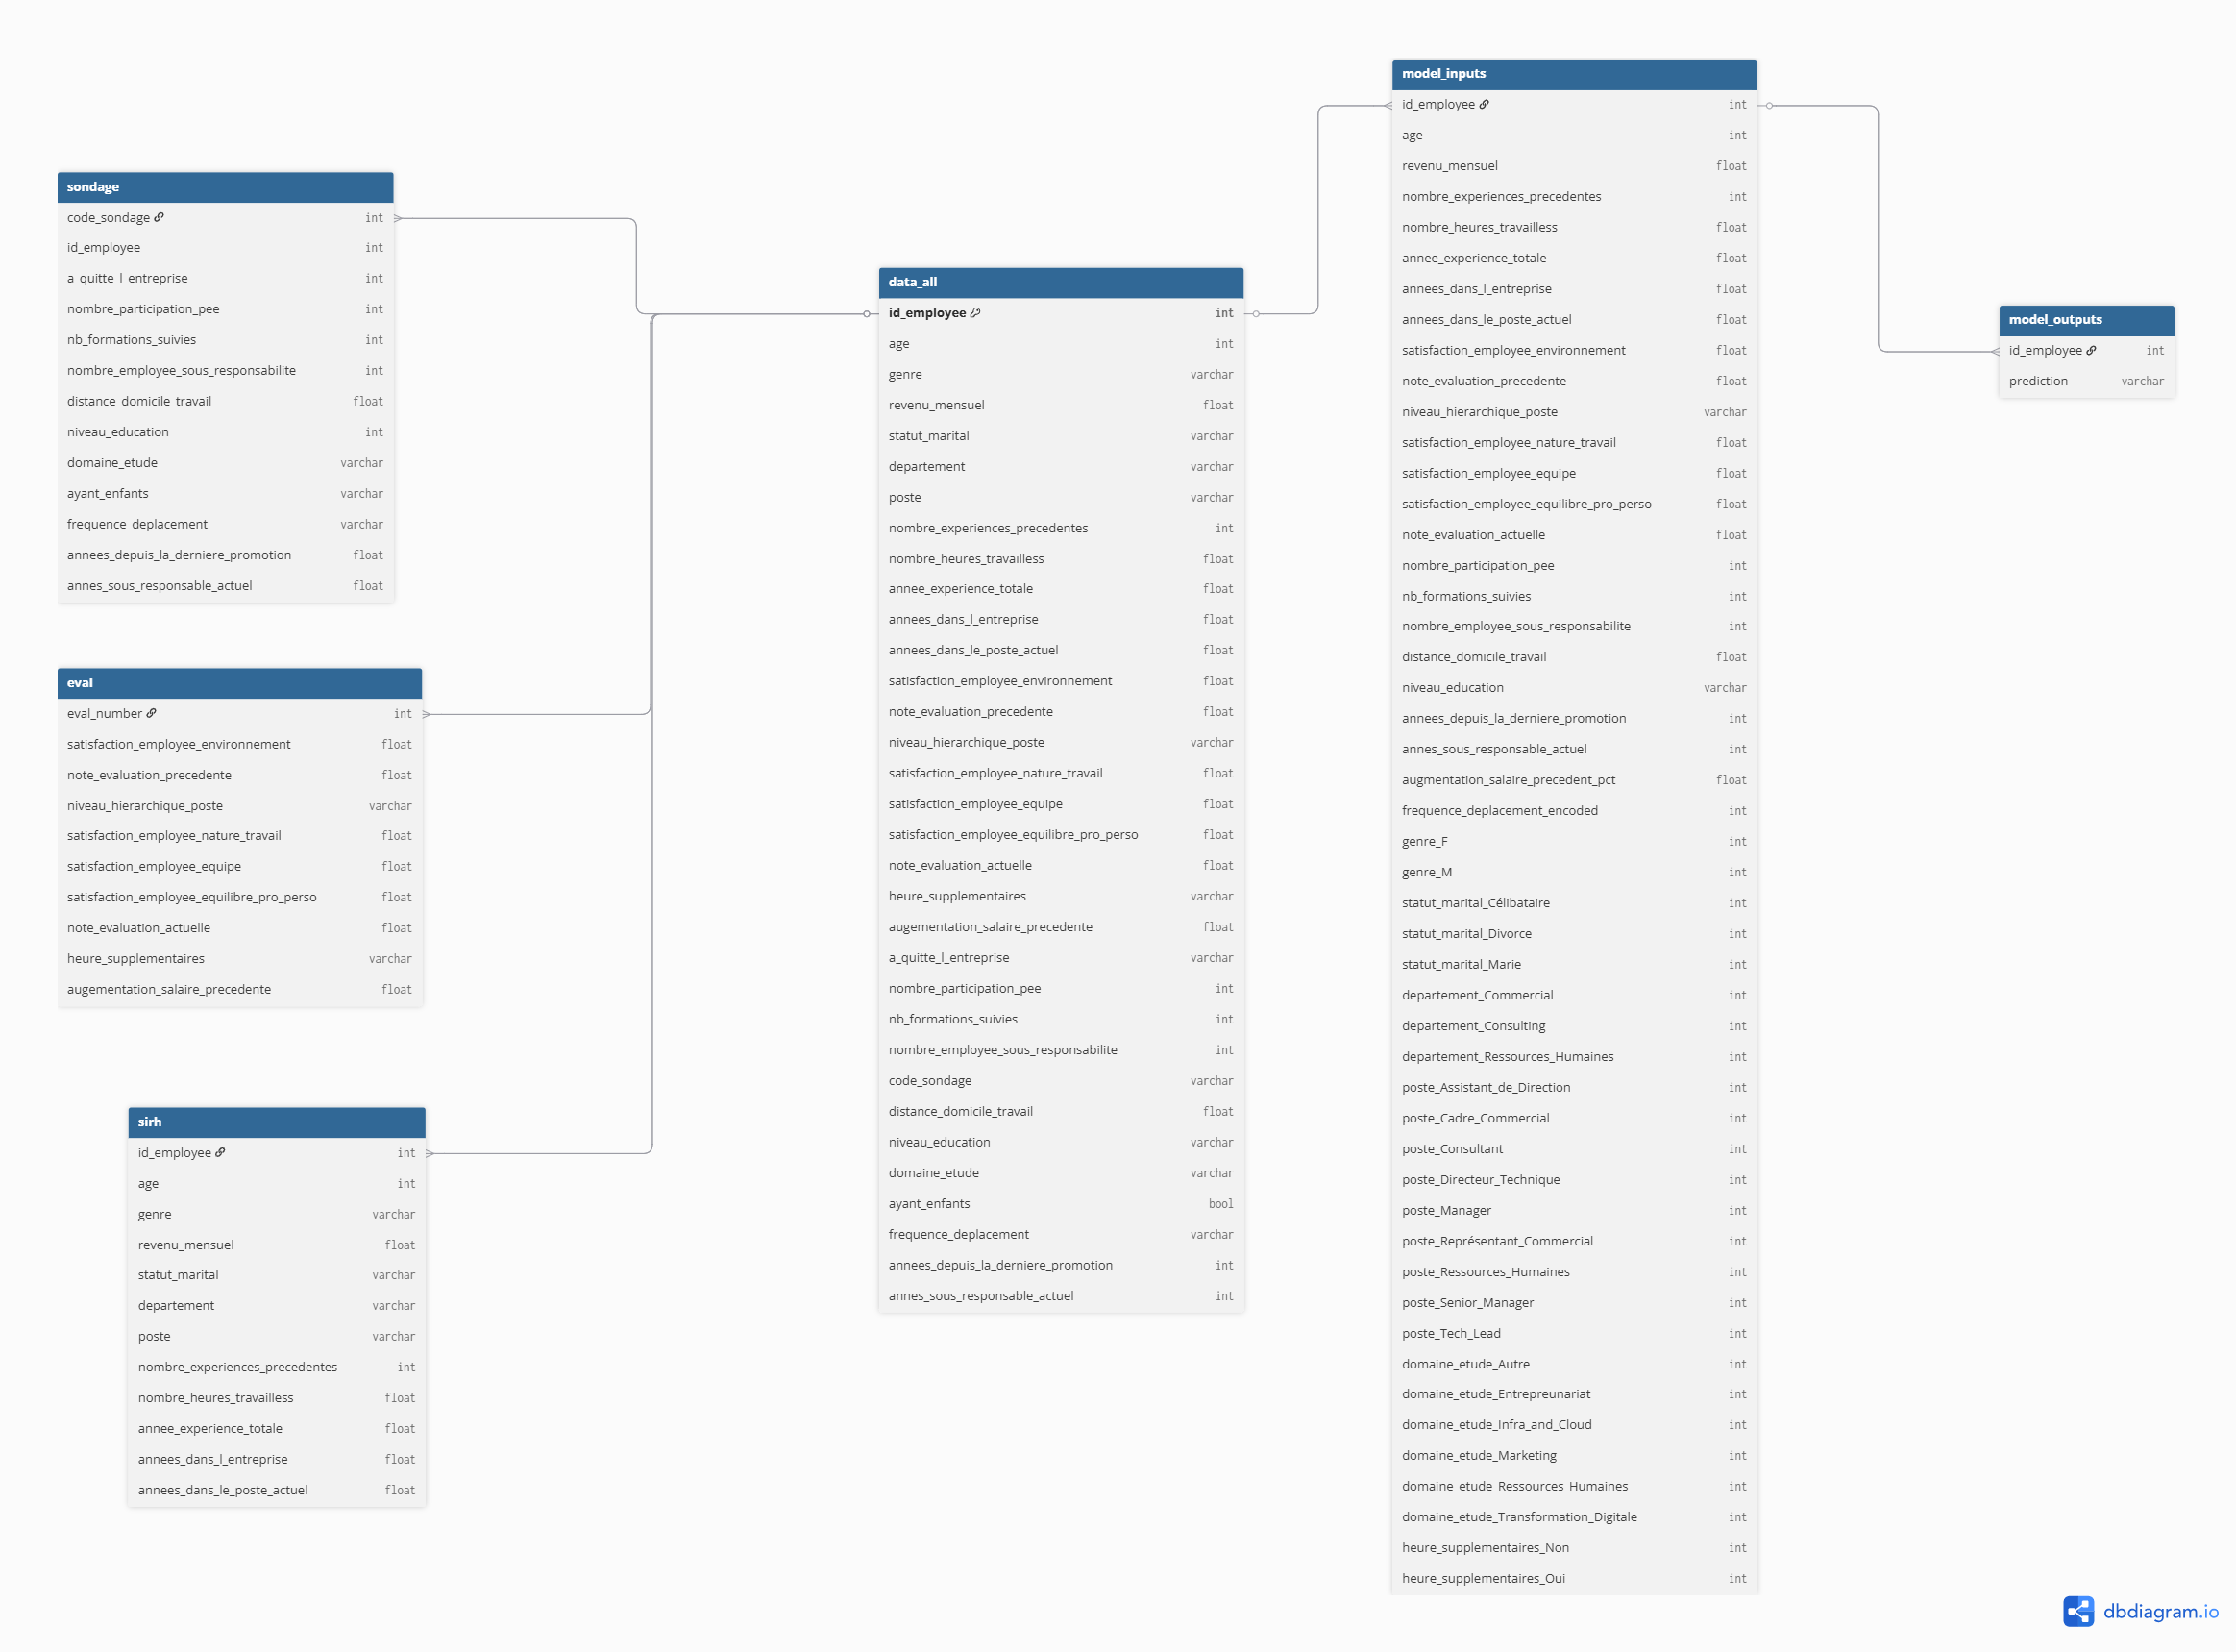 sondage
code_sondage int
id_employee int
a_quitte_l_entreprise int
nombre_participation_pee int
nb_formations_suivies int
nombre_employee_sous_responsabilite int
distance_domicile_travail float
niveau_education int
domaine_etude varchar
ayant_enfants varchar
frequence_deplacement varchar
annees_depuis_la_derniere_promotion float
annes_sous_responsable_actuel float
eval
eval_number int
satisfaction_employee_environnement float
note_evaluation_precedente float
niveau_hierarchique_poste varchar
satisfaction_employee_nature_travail float
satisfaction_employee_equipe float
satisfaction_employee_equilibre_pro_perso float
note_evaluation_actuelle float
heure_supplementaires varchar
augementation_salaire_precedente float
sirh
id_employee int
age int
genre varchar
revenu_mensuel float
statut_marital varchar
departement varchar
poste varchar
nombre_experiences_precedentes int
nombre_heures_travailless float
annee_experience_totale float
annees_dans_l_entreprise float
annees_dans_le_poste_actuel float
data_all
id_employee int
age int
genre varchar
revenu_mensuel float
statut_marital varchar
departement varchar
poste varchar
nombre_experiences_precedentes int
nombre_heures_travailless float
annee_experience_totale float
annees_dans_l_entreprise float
annees_dans_le_poste_actuel float
satisfaction_employee_environnement float
note_evaluation_precedente float
niveau_hierarchique_poste varchar
satisfaction_employee_nature_travail float
satisfaction_employee_equipe float
satisfaction_employee_equilibre_pro_perso float
note_evaluation_actuelle float
heure_supplementaires varchar
augementation_salaire_precedente float
a_quitte_l_entreprise varchar
nombre_participation_pee int
nb_formations_suivies int
nombre_employee_sous_responsabilite int
code_sondage varchar
distance_domicile_travail float
niveau_education varchar
domaine_etude varchar
ayant_enfants bool
frequence_deplacement varchar
annees_depuis_la_derniere_promotion int
annes_sous_responsable_actuel int
model_inputs
id_employee int
age int
revenu_mensuel float
nombre_experiences_precedentes int
nombre_heures_travailless float
annee_experience_totale float
annees_dans_l_entreprise float
annees_dans_le_poste_actuel float
satisfaction_employee_environnement float
note_evaluation_precedente float
niveau_hierarchique_poste varchar
satisfaction_employee_nature_travail float
satisfaction_employee_equipe float
satisfaction_employee_equilibre_pro_perso float
note_evaluation_actuelle float
nombre_participation_pee int
nb_formations_suivies int
nombre_employee_sous_responsabilite int
distance_domicile_travail float
niveau_education varchar
annees_depuis_la_derniere_promotion int
annes_sous_responsable_actuel int
augmentation_salaire_precedent_pct float
frequence_deplacement_encoded int
genre_F int
genre_M int
statut_marital_Célibataire int
statut_marital_Divorce int
statut_marital_Marie int
departement_Commercial int
departement_Consulting int
departement_Ressources_Humaines int
poste_Assistant_de_Direction int
poste_Cadre_Commercial int
poste_Consultant int
poste_Directeur_Technique int
poste_Manager int
poste_Représentant_Commercial int
poste_Ressources_Humaines int
poste_Senior_Manager int
poste_Tech_Lead int
domaine_etude_Autre int
domaine_etude_Entrepreunariat int
domaine_etude_Infra_and_Cloud int
domaine_etude_Marketing int
domaine_etude_Ressources_Humaines int
domaine_etude_Transformation_Digitale int
heure_supplementaires_Non int
heure_supplementaires_Oui int
model_outputs
id_employee int
prediction varchar
dbdiagram.io